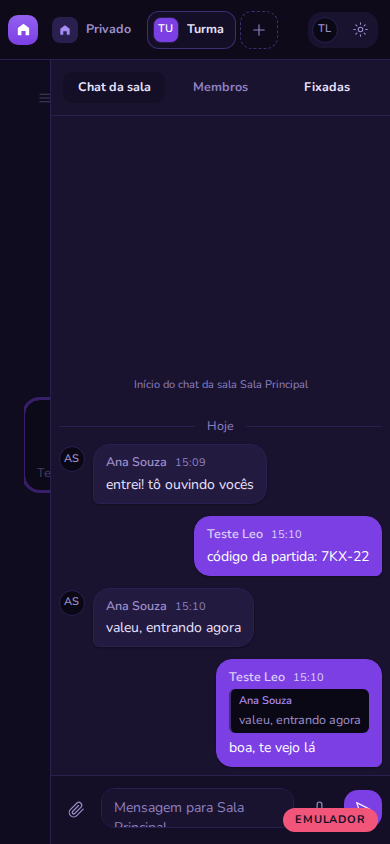 Privado
TU Turma
TL
Chat da sala Membros Fixadas
Início do chat da sala Sala Principal
Hoje
AS
Ana Souza 15:09
entrei! tô ouvindo vocês
Teste Leo 15:10
código da partida: 7KX-22
AS
Ana Souza 15:10
valeu, entrando agora
Te
Teste Leo 15:10
Ana Souza
valeu, entrando agora
boa, te vejo lá
Mensagem para Sala
Principal
EMULADOR